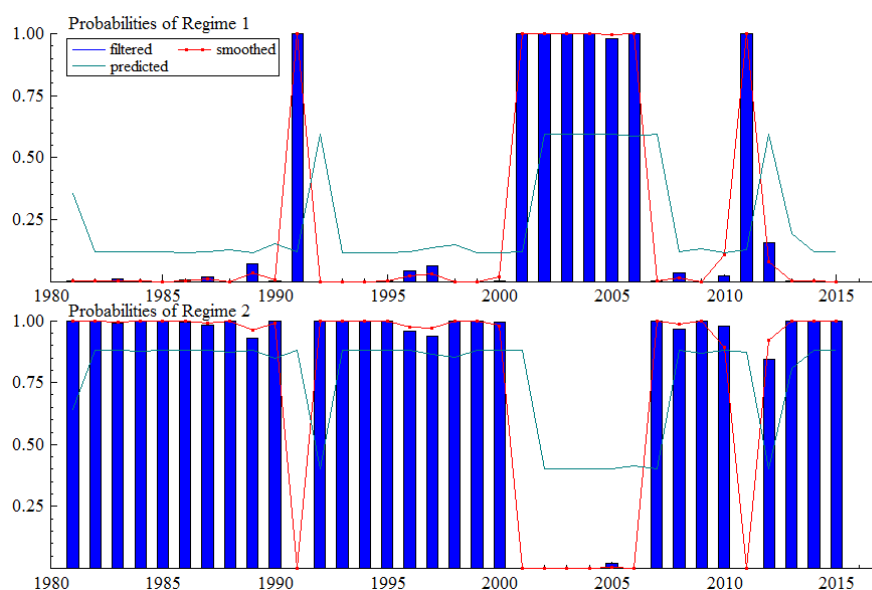 Probabilities of Regime 1
1.00
filtered
smoothed
predicted
0.75
0.50
0.25
1980 1985 1990 1995 2000 2005 2010 2015
Probabilities of Regime 2
1.00
0.75
0.50
0.25
1980 1985 1990 1995 2000 2005 2010 2015